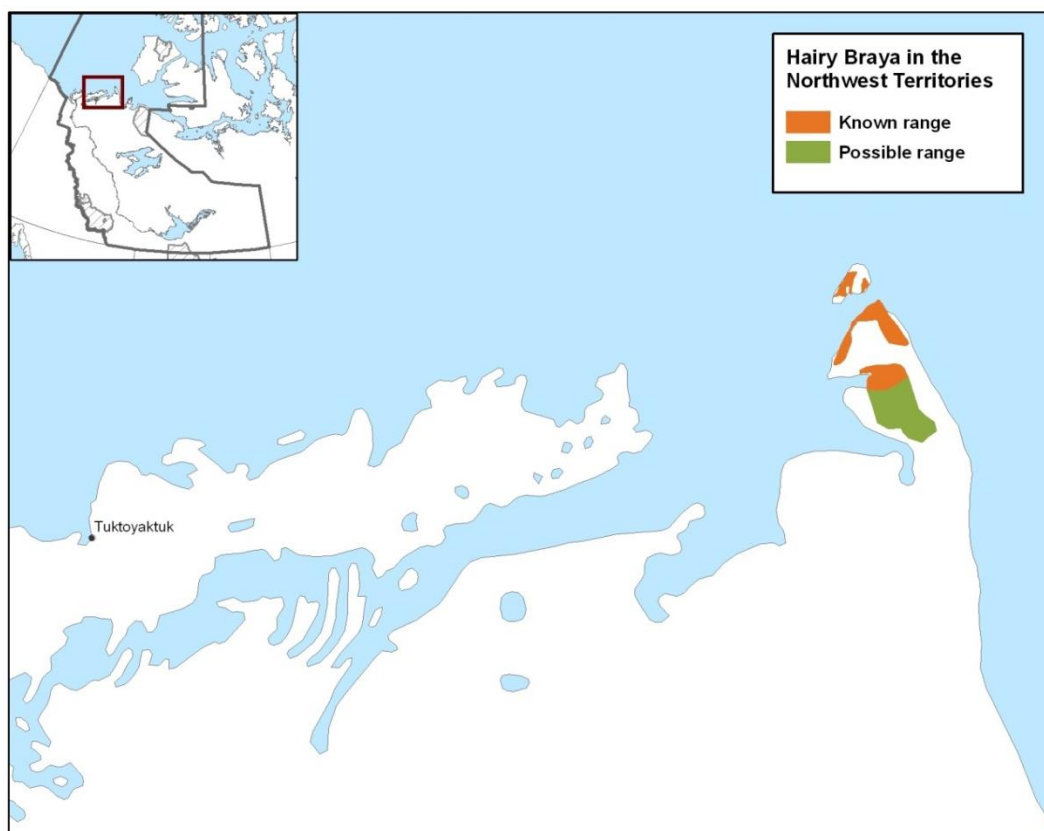 Hairy Braya in the
Northwest Territories
Known range
Possible range
Tuktoyaktuk